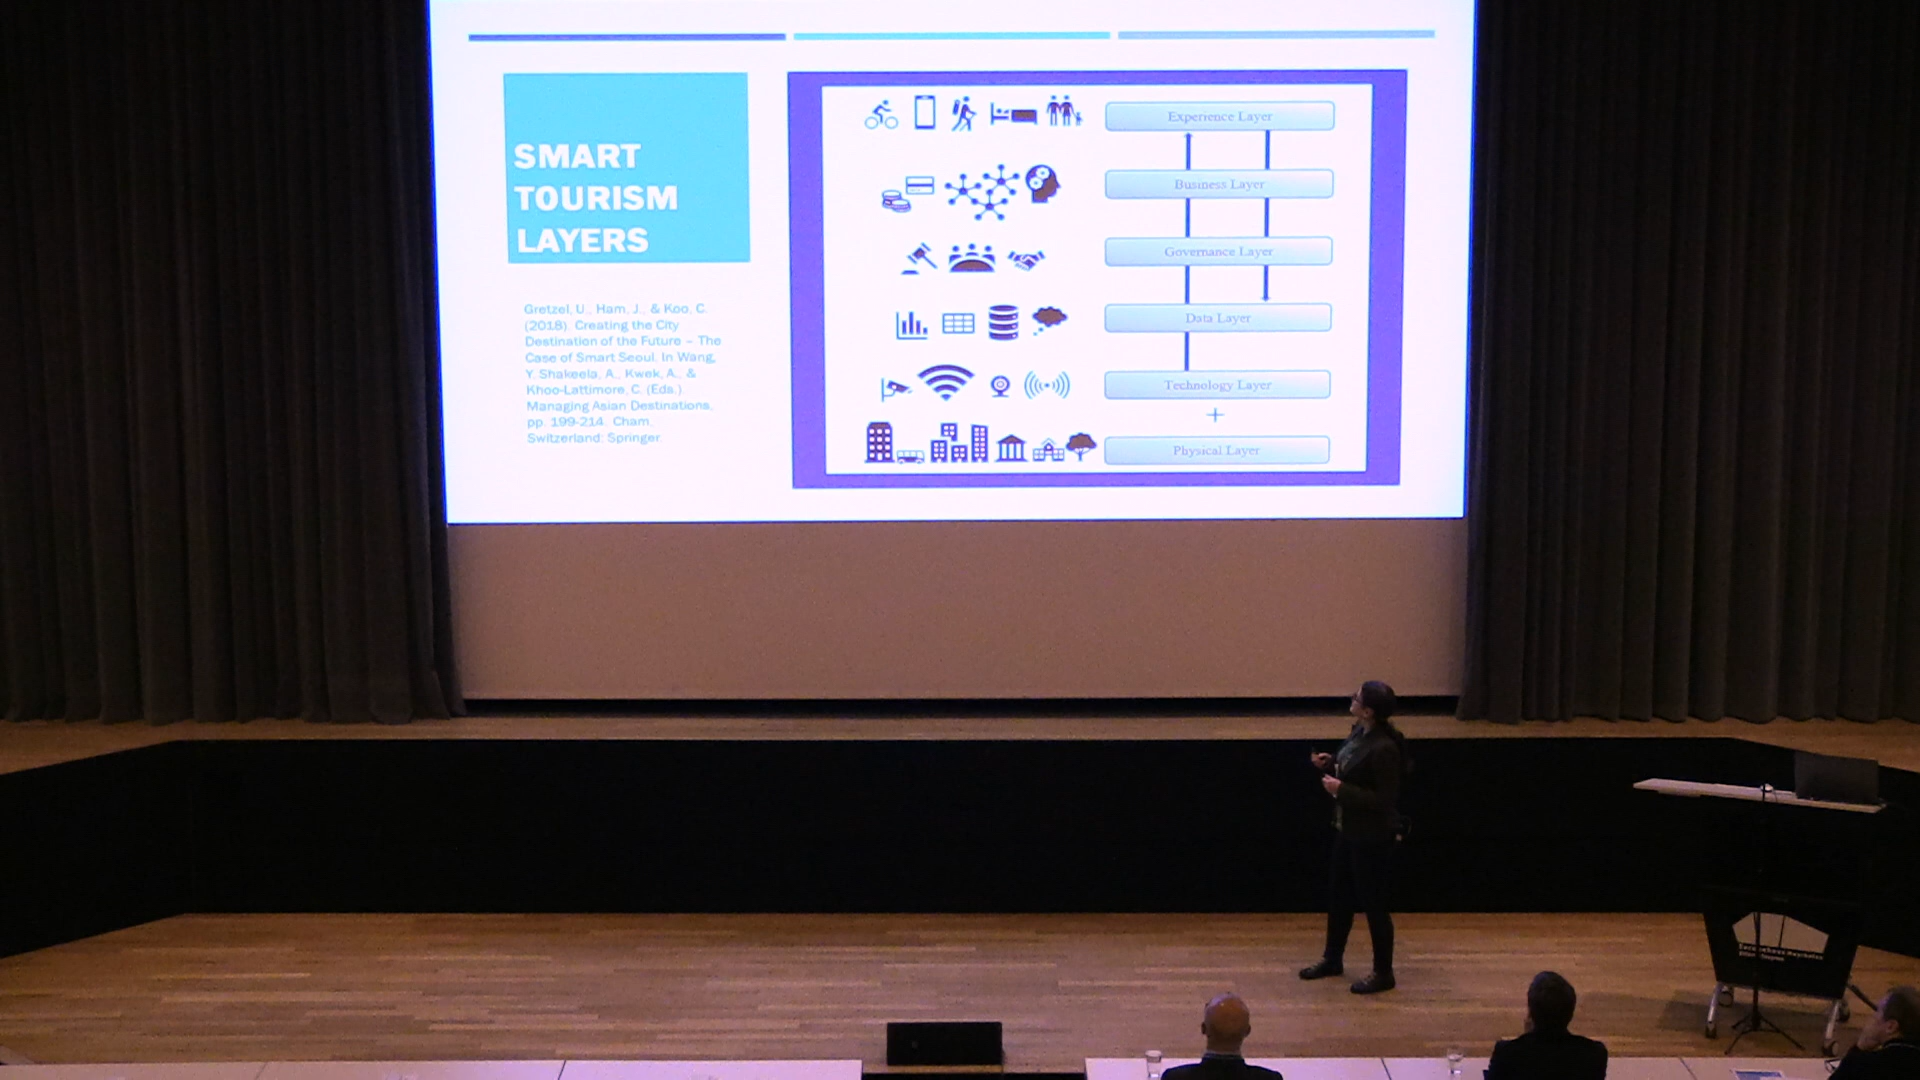 SMART
TOURISM
LAYERS
Gretzel, U., Ham, J., & Koo, C.
(2018). Creating the City
Destination of the Future – The
Case of Smart Seoul. In Wang,
Y. Shakeela, A., Kwek, A., &
Khoo-Lattimore, C. (Eds.).
Managing Asian Destinations,
pp. 199-214. Cham,
Switzerland: Springer.
Experience Layer
Business Layer
Governance Layer
Data Layer
Technology Layer
+
Physical Layer